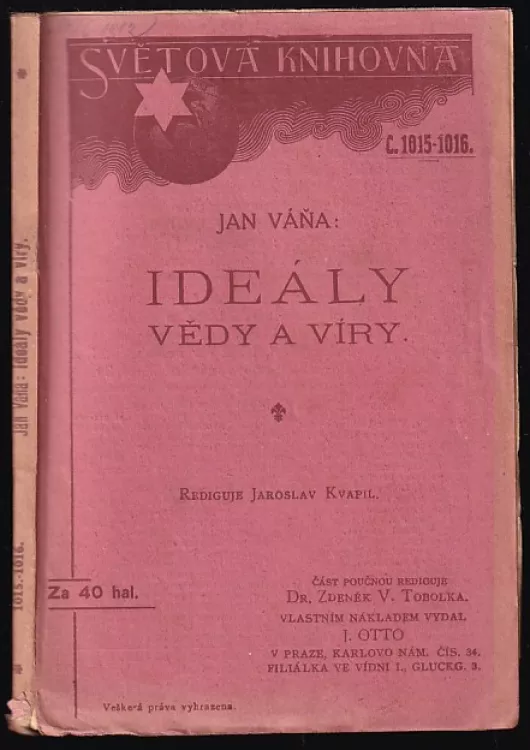 SVĚTOVÁ KNIHOVNA
Č. 1015-1016.
JAN VÁŇA:
IDEÁLY
VĚDY A VÍRY.
REDIGUJE JAROSLAV KVAPIL.
Za 40 hal.
ČÁST POUČNOU REDIGUJE
DR. ZDENĚK V. TOBOLKA.
VLASTNÍM NÁKLADEM VYDAL
J. OTTO
V PRAZE, KARLOVO NÁM. ČÍS. 34.
FILIÁLKA VE VÍDNI I., GLUCKG. 3.
Veškerá práva vyhrazena.
Jan Váňa: Ideály vědy a víry.
1015.-1016.